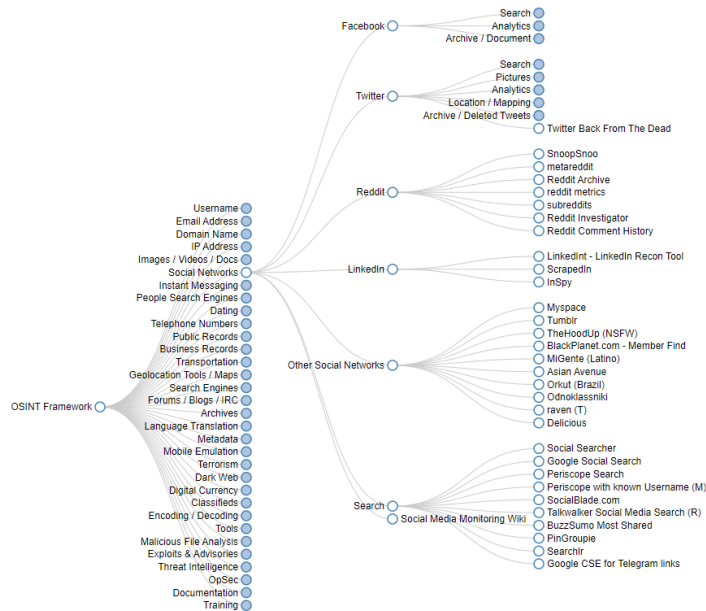 OSINT Framework
Username
Email Address
Domain Name
IP Address
Images / Videos / Docs
Social Networks
Instant Messaging
People Search Engines
Dating
Telephone Numbers
Public Records
Business Records
Transportation
Geolocation Tools / Maps
Search Engines
Forums / Blogs / IRC
Archives
Language Translation
Metadata
Mobile Emulation
Terrorism
Dark Web
Digital Currency
Classifieds
Encoding / Decoding
Tools
Malicious File Analysis
Exploits & Advisories
Threat Intelligence
OpSec
Documentation
Training
Facebook
Search
Analytics
Archive / Document
Twitter
Search
Pictures
Analytics
Location / Mapping
Archive / Deleted Tweets
Twitter Back From The Dead
Reddit
SnoopSnoo
metareddit
Reddit Archive
reddit metrics
subreddits
Reddit Investigator
Reddit Comment History
LinkedIn
LinkedInt - LinkedIn Recon Tool
ScrapedIn
InSpy
Other Social Networks
Myspace
Tumblr
TheHoodUp (NSFW)
BlackPlanet.com - Member Find
MiGente (Latino)
Asian Avenue
Orkut (Brazil)
Odnoklassniki
raven (T)
Delicious
Search
Social Searcher
Google Social Search
Periscope Search
Periscope with known Username (M)
SocialBlade.com
Talkwalker Social Media Search (R)
BuzzSumo Most Shared
PinGroupie
Searchlr
Google CSE for Telegram links
Social Media Monitoring Wiki